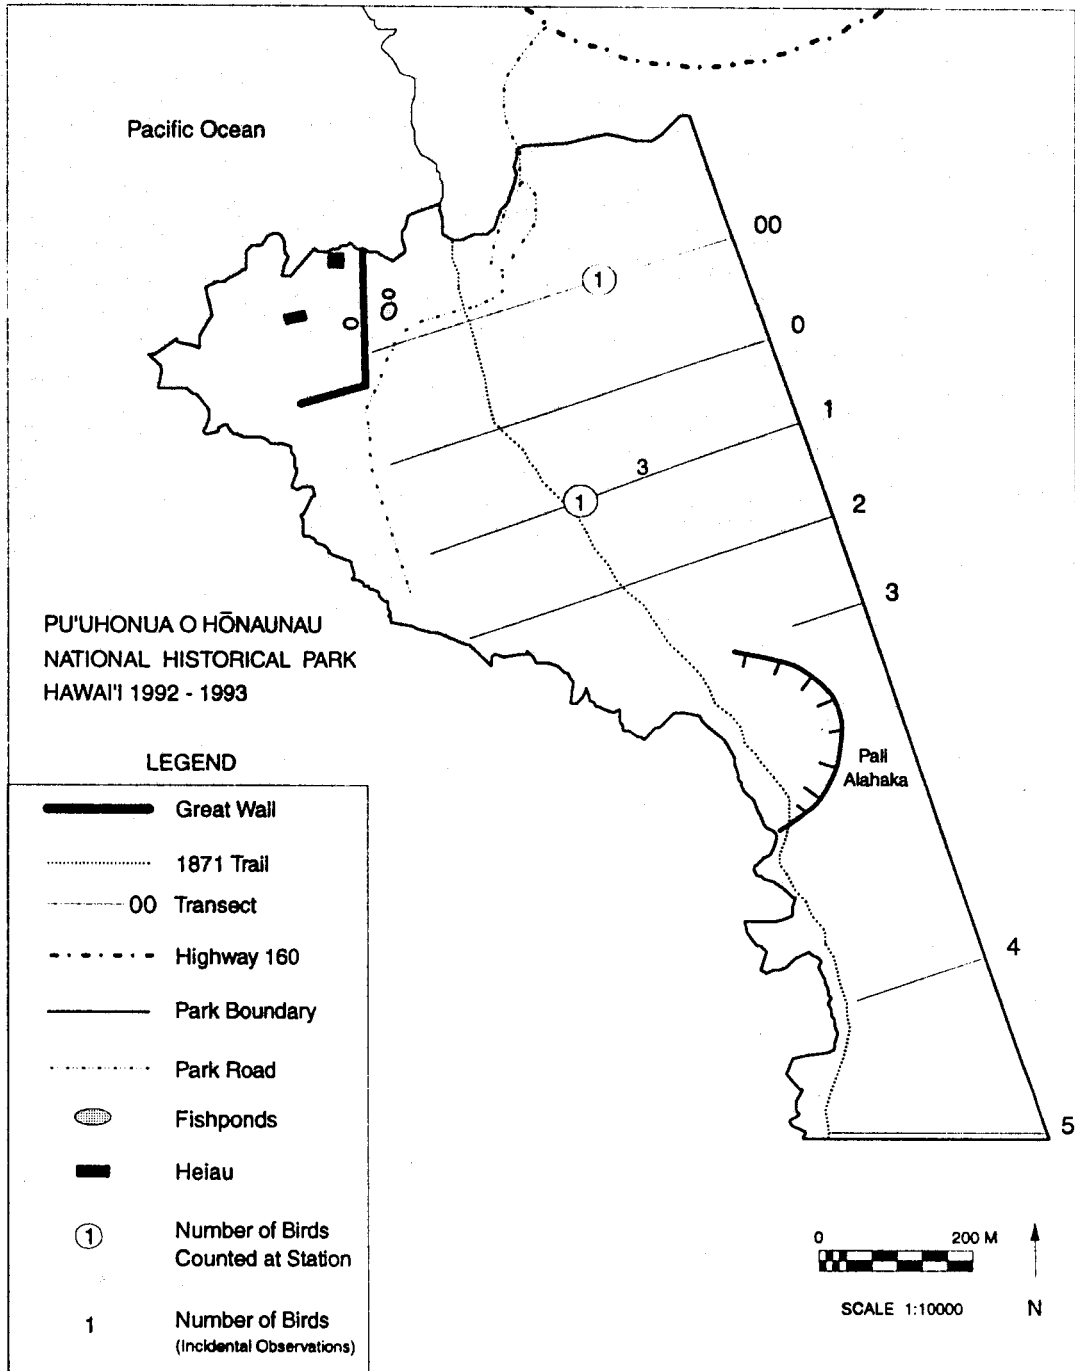 Pacific Ocean
00
1
0
1
3
1
2
3
PU'UHONUA O HŌNAUNAU
NATIONAL HISTORICAL PARK
HAWAI'I 1992 - 1993
Pali
Alahaka
LEGEND
Great Wall
1871 Trail
00 Transect
Highway 160
Park Boundary
Park Road
Fishponds
Heiau
1 Number of Birds
Counted at Station
1 Number of Birds
(Incidental Observations)
4
5
0 200 M
SCALE 1:10000
N